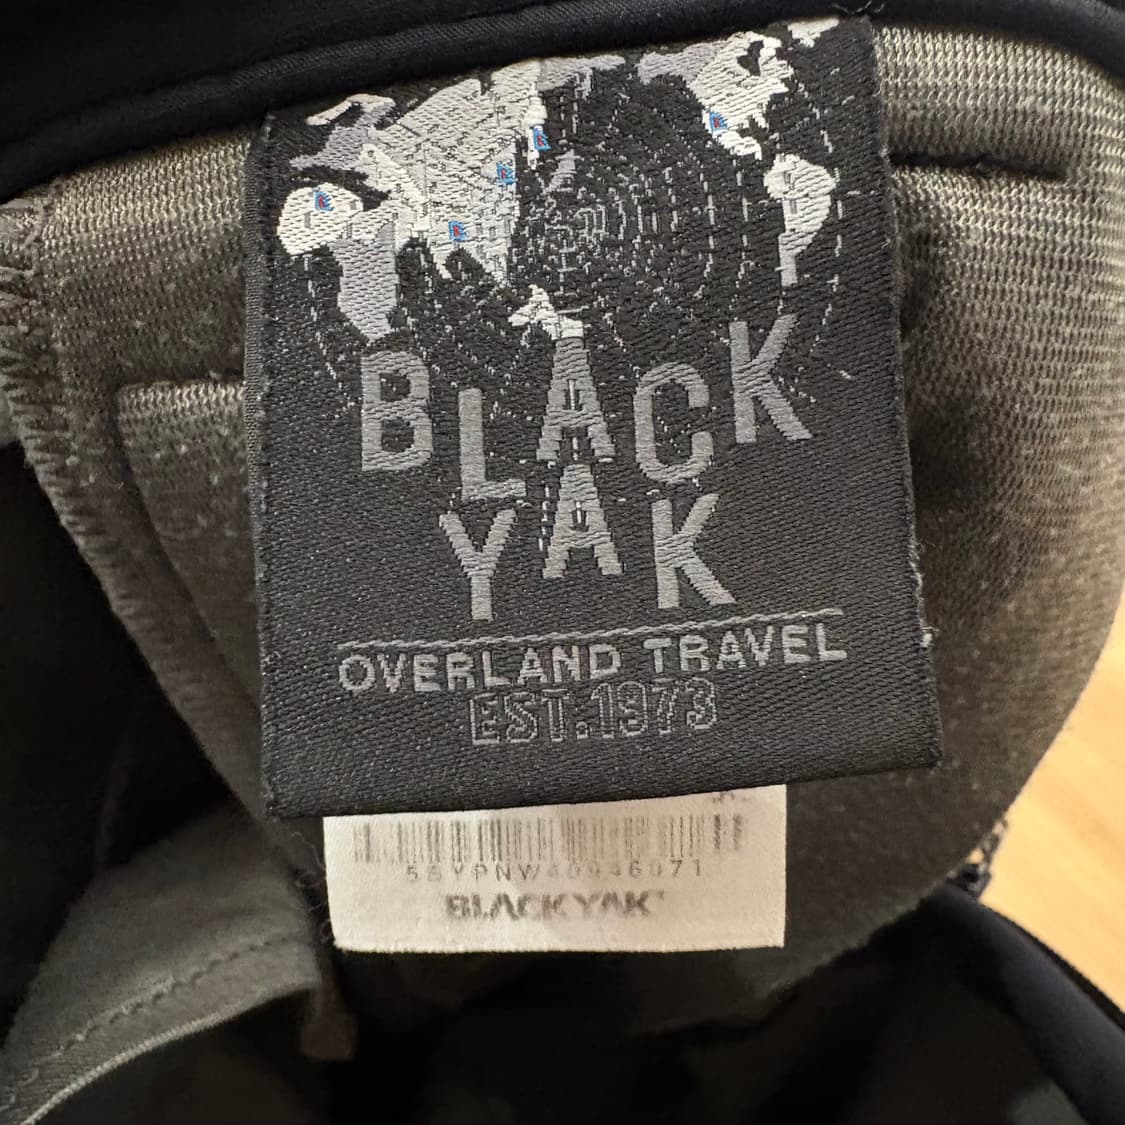 BLACK
YAK
OVERLAND TRAVEL
EST.1973
BLACKYAK